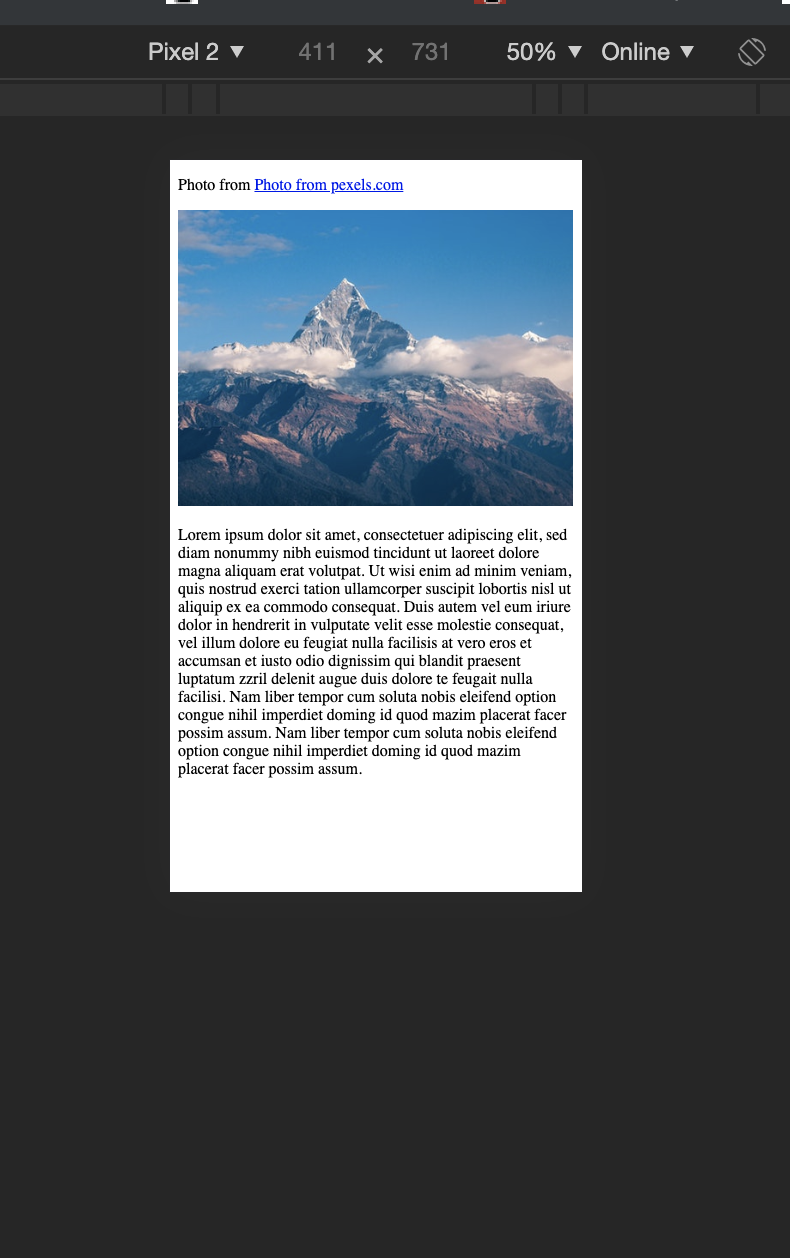 Pixel 2 ▼ 411 × 731 50% ▼ Online ▼
Photo from Photo from pexels.com
Lorem ipsum dolor sit amet, consectetuer adipiscing elit, sed
diam nonummy nibh euismod tincidunt ut laoreet dolore
magna aliquam erat volutpat. Ut wisi enim ad minim veniam,
quis nostrud exerci tation ullamcorper suscipit lobortis nisl ut
aliquip ex ea commodo consequat. Duis autem vel eum iriure
dolor in hendrerit in vulputate velit esse molestie consequat,
vel illum dolore eu feugiat nulla facilisis at vero eros et
accumsan et iusto odio dignissim qui blandit praesent
luptatum zzril delenit augue duis dolore te feugait nulla
facilisi. Nam liber tempor cum soluta nobis eleifend option
congue nihil imperdiet doming id quod mazim placerat facer
possim assum. Nam liber tempor cum soluta nobis eleifend
option congue nihil imperdiet doming id quod mazim
placerat facer possim assum.